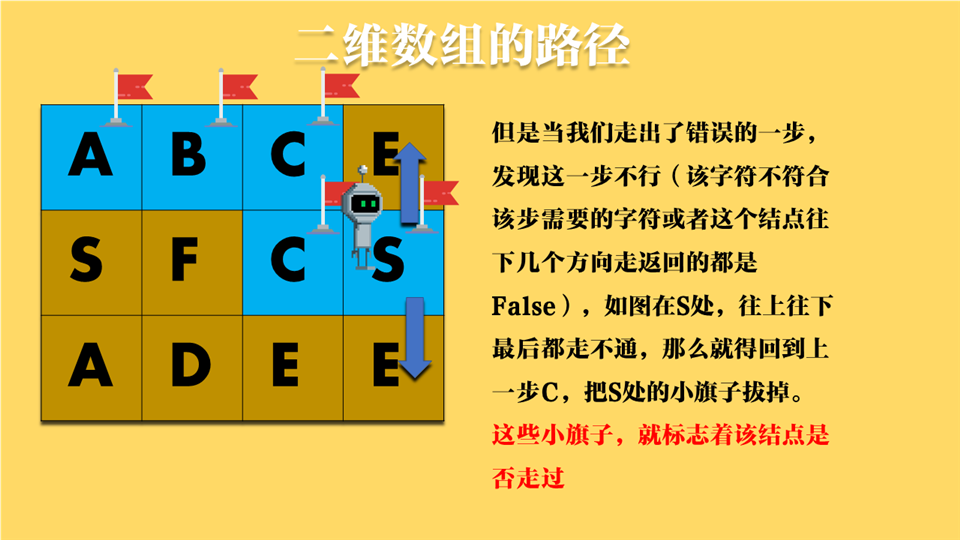 二维数组的路径
A B C E
S F C S
A D E E
但是当我们走出了错误的一步，
发现这一步不行（该字符不符合
该步需要的字符或者这个结点往
下几个方向走返回的都是
False），如图在S处，往上往下
最后都走不通，那么就得回到上
一步C，把S处的小旗子拔掉。
这些小旗子，就标志着该结点是
否走过